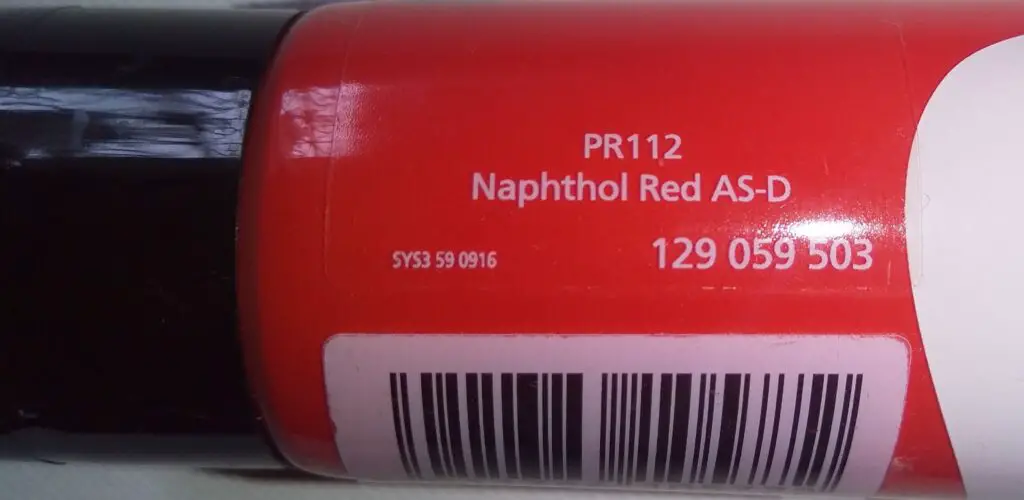 PR112
Naphthol Red AS-D
SYS3 59 0916 129 059 503